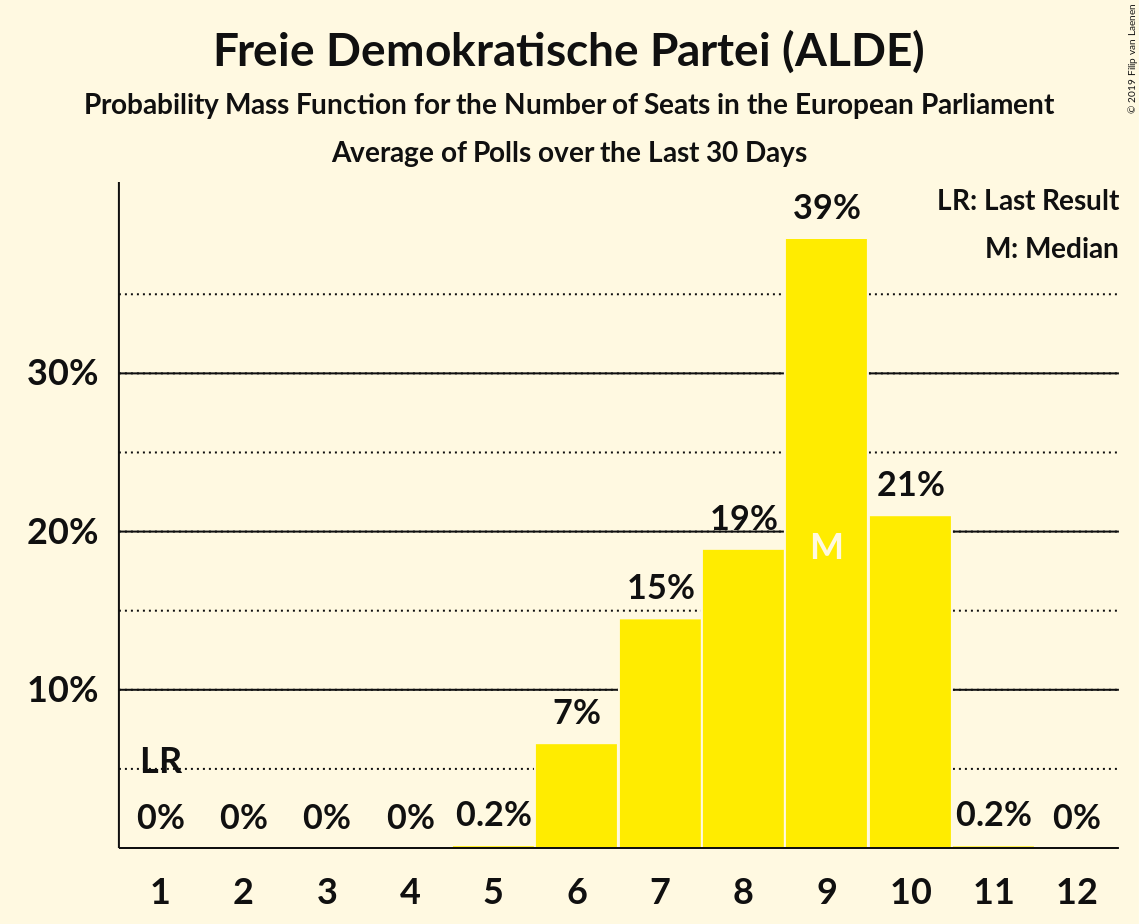 Freie Demokratische Partei (ALDE)
Probability Mass Function for the Number of Seats in the European Parliament
Average of Polls over the Last 30 Days
© 2019 Filip van Laenen
LR: Last Result
M: Median
39%
30%
21%
20%
19%
M
15%
10%
7%
LR
0% 0% 0% 0% 0.2% 0.2% 0%
1 2 3 4 5 6 7 8 9 10 11 12